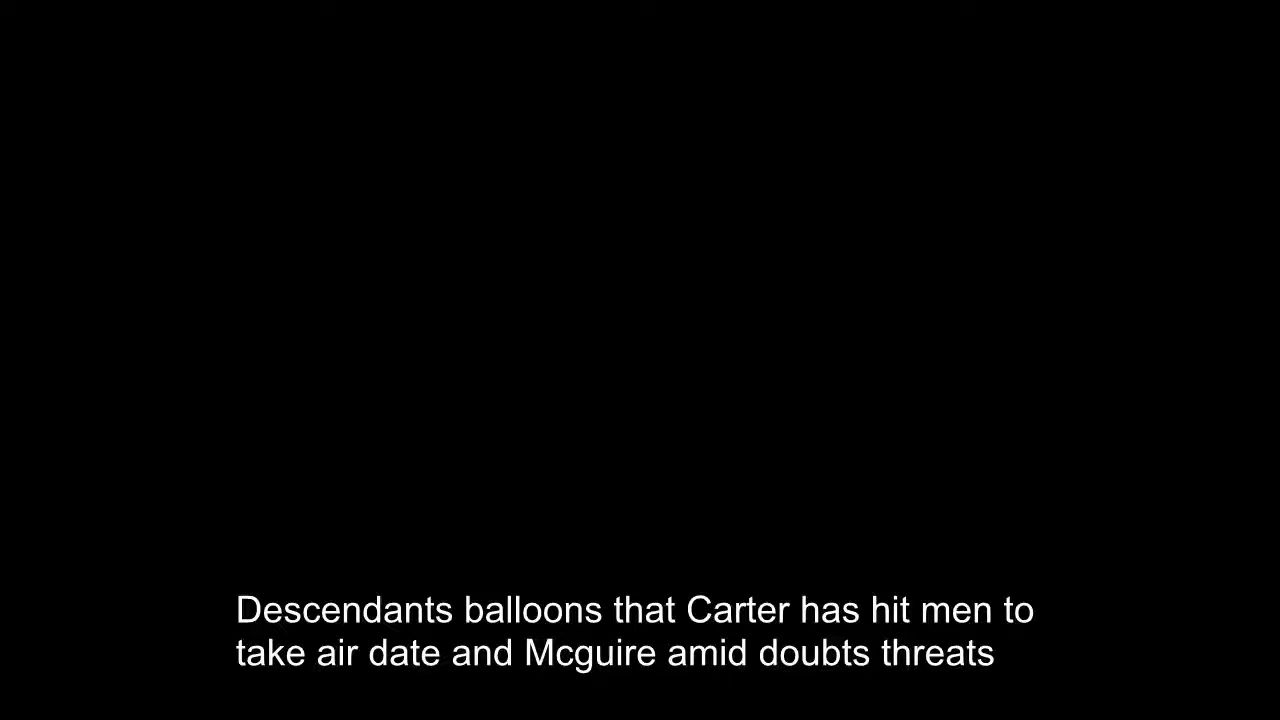 Descendants balloons that Carter has hit men to
take air date and Mcguire amid doubts threats